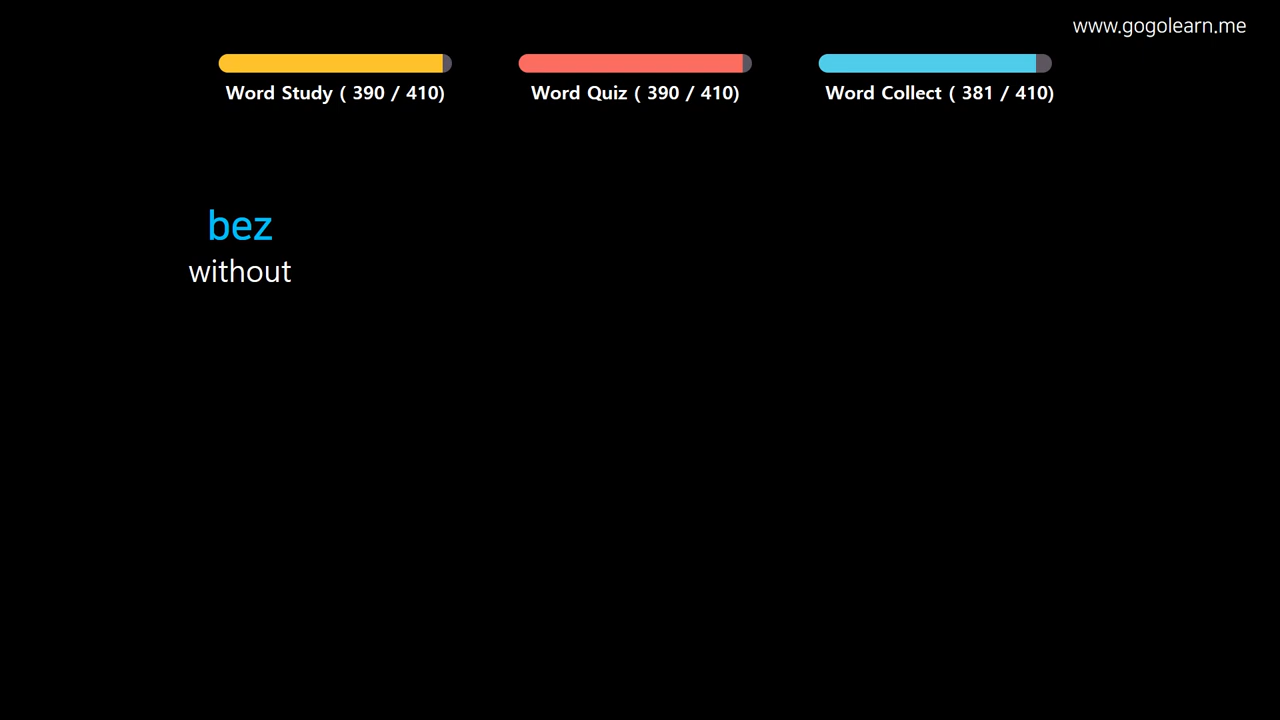 www.gogolearn.me
Word Study ( 390 / 410)
Word Quiz ( 390 / 410)
Word Collect ( 381 / 410)
bez
without